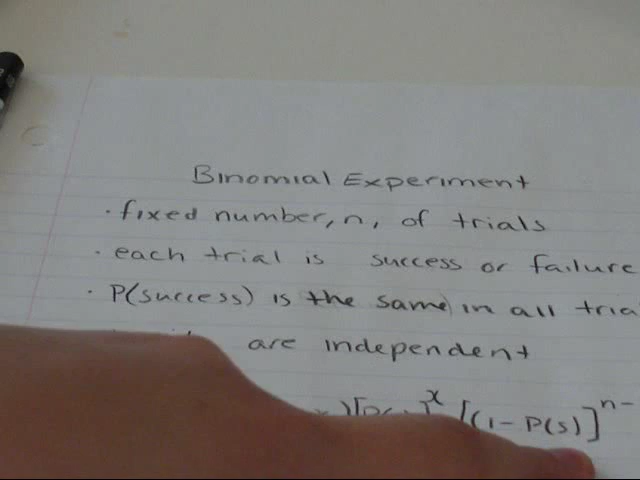 Binomial Experiment
· fixed number, n, of trials
· each trial is success or failure
· P(success) is the same in all
are independent
)[P( ]^x [(1 - P(s)]^n-